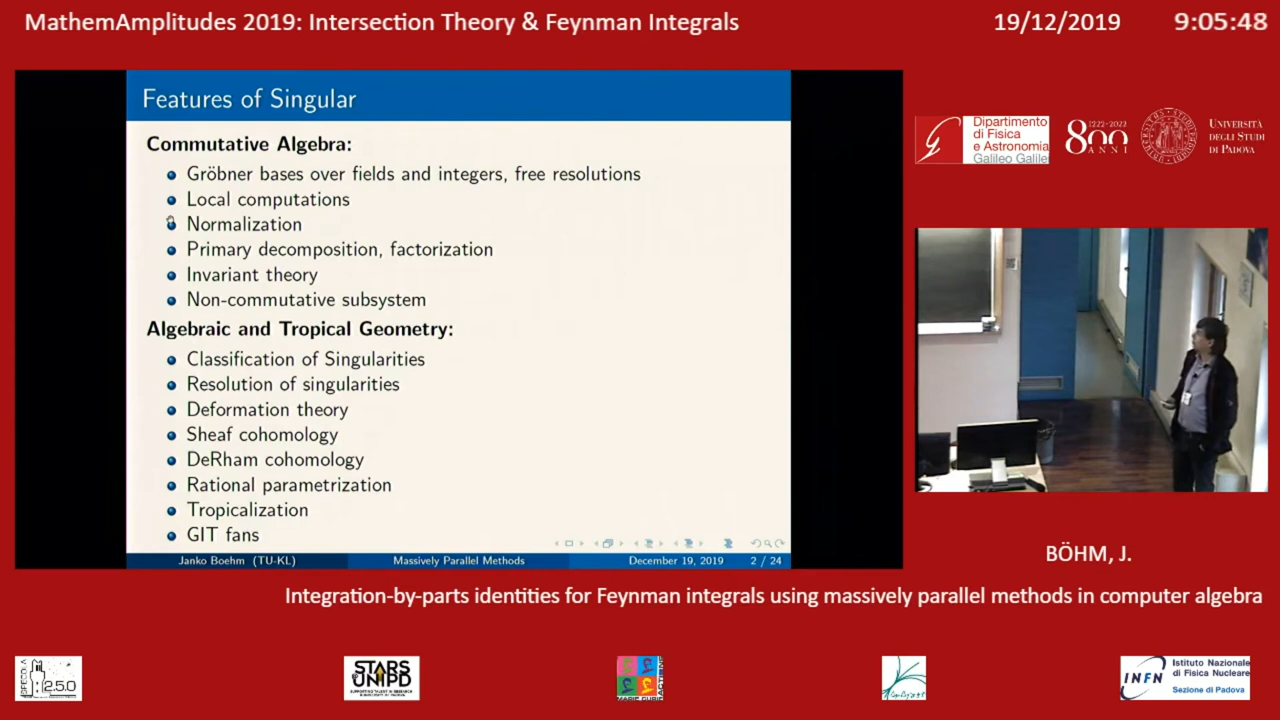 MathemAmplitudes 2019: Intersection Theory & Feynman Integrals
19/12/2019
9:05:48
Features of Singular
Commutative Algebra:
Gröbner bases over fields and integers, free resolutions
Local computations
Normalization
Primary decomposition, factorization
Invariant theory
Non-commutative subsystem
Algebraic and Tropical Geometry:
Classification of Singularities
Resolution of singularities
Deformation theory
Sheaf cohomology
DeRham cohomology
Rational parametrization
Tropicalization
GIT fans
Janko Boehm (TU-KL)
Massively Parallel Methods
December 19, 2019
2 / 24
Dipartimento
di Fisica
e Astronomia
Galileo Galilei
1222-2022
800
ANNI
UNIVERSITÀ
DEGLI STUDI
DI PADOVA
BÖHM, J.
Integration-by-parts identities for Feynman integrals using massively parallel methods in computer algebra
SPECOLA
250
STARS
UNIPD
INFN
Istituto Nazionale
di Fisica Nucleare
Sezione di Padova